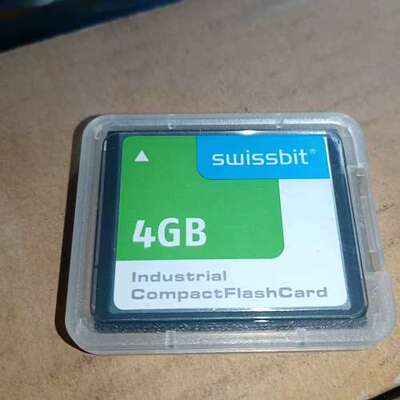 swissbit®
4GB
Industrial
CompactFlashCard